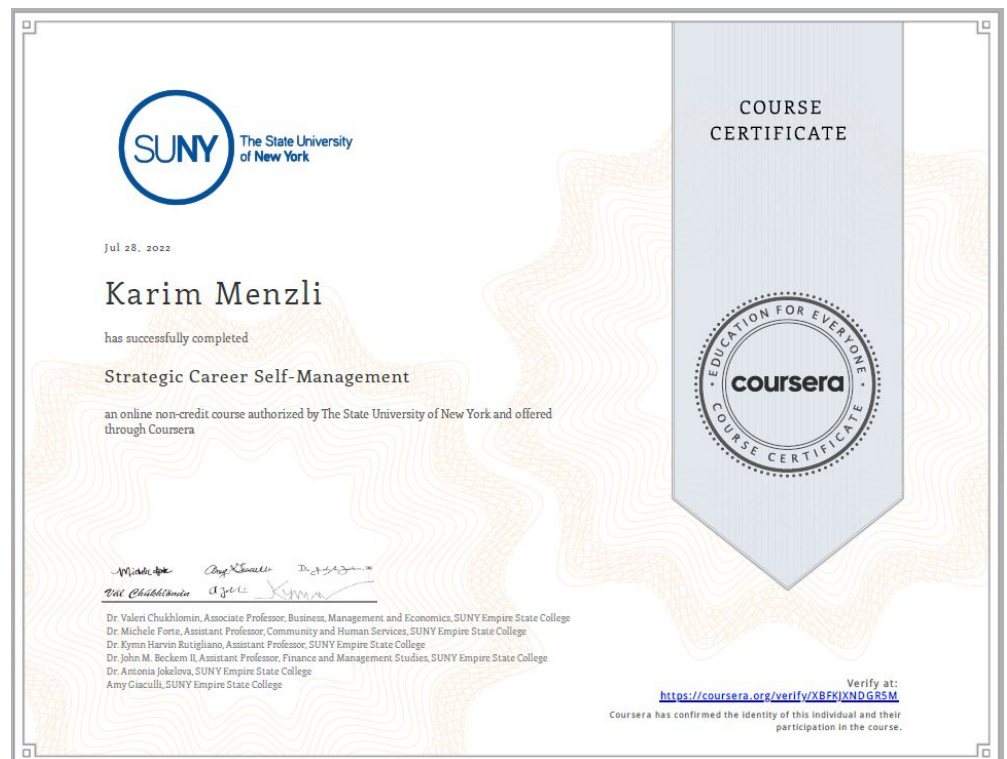 SUNY
The State University
of New York
COURSE
CERTIFICATE
Jul 28, 2022
Karim Menzli
has successfully completed
Strategic Career Self-Management
an online non-credit course authorized by The State University of New York and offered
through Coursera
EDUCATION FOR EVERYONE
coursera
COURSE CERTIFICATE
Val Chukhlomin
Dr. Valeri Chukhlomin, Associate Professor, Business, Management and Economics, SUNY Empire State College
Dr. Michele Forte, Assistant Professor, Community and Human Services, SUNY Empire State College
Dr. Kymn Harvin Rutigliano, Assistant Professor, SUNY Empire State College
Dr. John M. Beckem II, Assistant Professor, Finance and Management Studies, SUNY Empire State College
Dr. Antonia Jokelova, SUNY Empire State College
Amy Giaculli, SUNY Empire State College
Verify at:
https://coursera.org/verify/XBFKJXNDGR5M
Coursera has confirmed the identity of this individual and their
participation in the course.